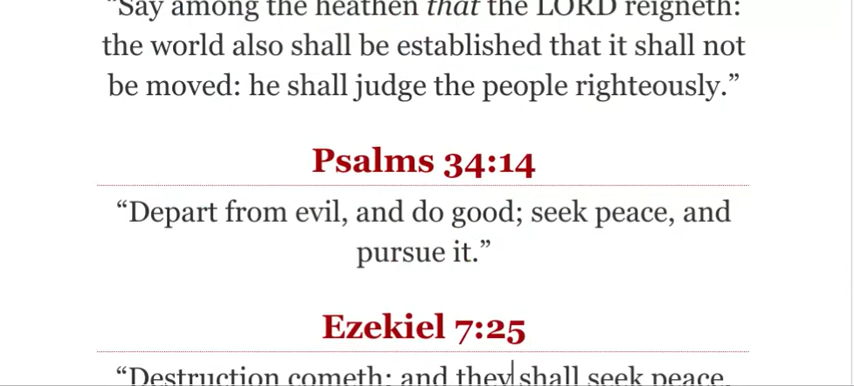 “Say among the heathen that the LORD reigneth:
the world also shall be established that it shall not
be moved: he shall judge the people righteously.”
Psalms 34:14
“Depart from evil, and do good; seek peace, and
pursue it.”
Ezekiel 7:25
“Destruction cometh; and they shall seek peace,